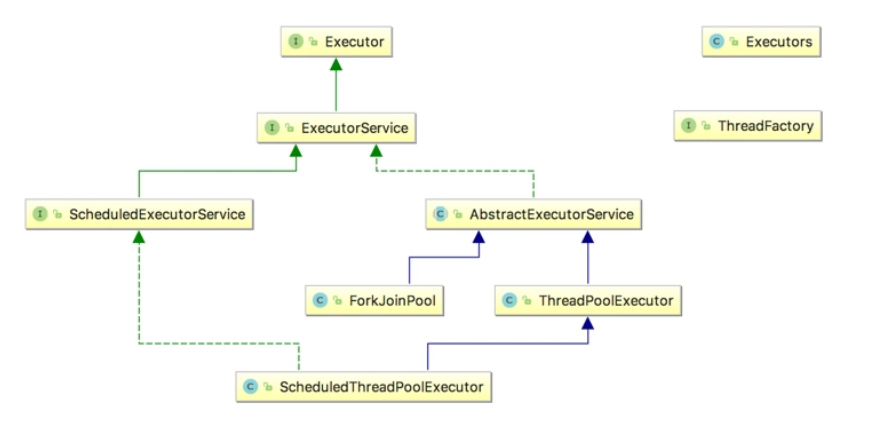 I Executor
C Executors
I ExecutorService
I ThreadFactory
I ScheduledExecutorService
C AbstractExecutorService
C ForkJoinPool
C ThreadPoolExecutor
C ScheduledThreadPoolExecutor